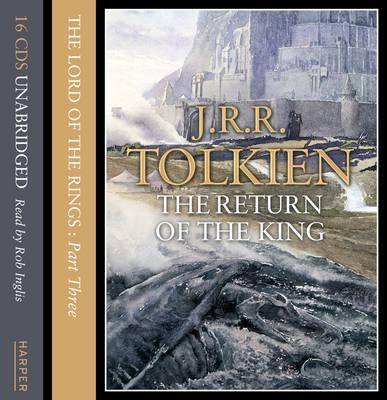 16 CDS UNABRIDGED Read by Rob Inglis
HARPER
THE LORD OF THE RINGS : Part Three
J.R.R.
TOLKIEN
THE RETURN
OF THE KING